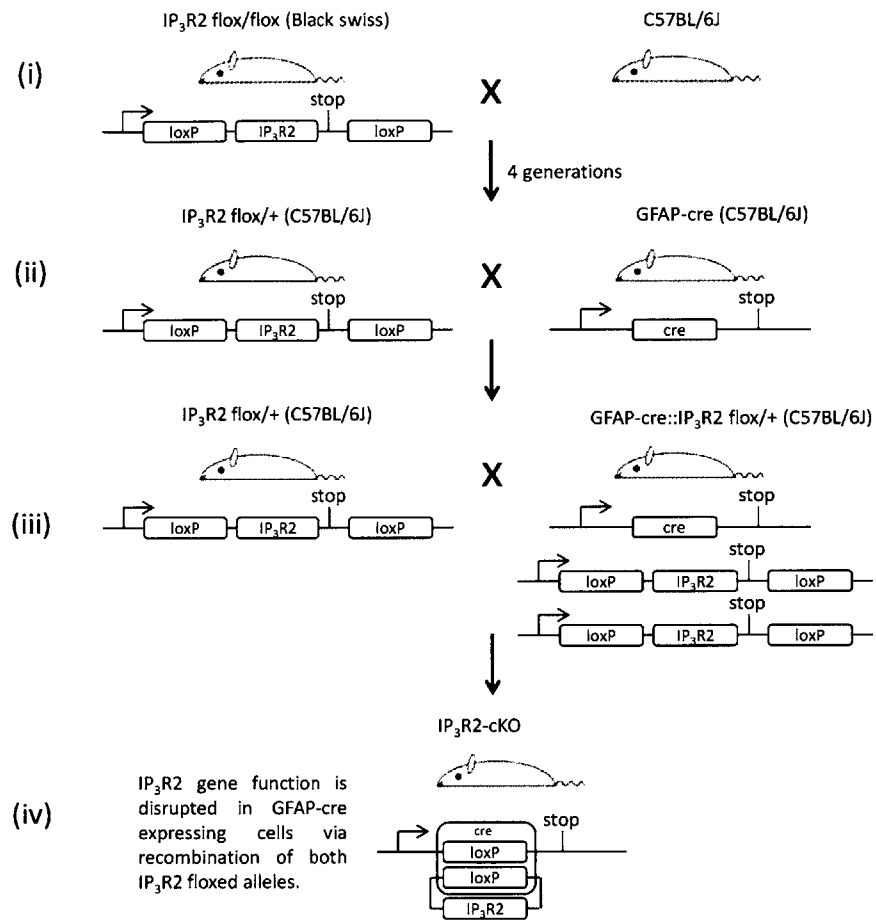 IP₃R2 flox/flox (Black swiss)
C57BL/6J
(i)
X
stop
loxP
IP₃R2
loxP
4 generations
IP₃R2 flox/+ (C57BL/6J)
GFAP-cre (C57BL/6J)
(ii)
X
stop
stop
loxP
IP₃R2
loxP
cre
IP₃R2 flox/+ (C57BL/6J)
GFAP-cre::IP₃R2 flox/+ (C57BL/6J)
X
stop
stop
(iii)
loxP
IP₃R2
loxP
cre
stop
loxP
IP₃R2
loxP
stop
loxP
IP₃R2
loxP
IP₃R2-cKO
(iv)
IP₃R2 gene function is
disrupted in GFAP-cre
expressing cells via
recombination of both
IP₃R2 floxed alleles.
stop
cre
loxP
loxP
IP₃R2